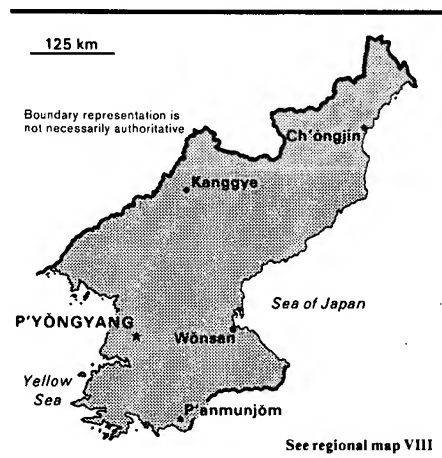 125 km
Boundary representation is
not necessarily authoritative
Ch'ŏngjin
Kanggye
Sea of Japan
P'YŎNGYANG
Wŏnsan
Yellow
Sea
P'anmunjŏm
See regional map VIII